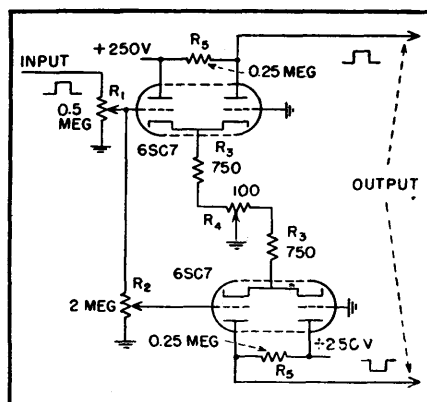 +250V
R5
INPUT
0.25 MEG
R1
0.5
MEG
6SC7
R3
750
100
OUTPUT
R4
R3
750
6SC7
R2
2 MEG
+250V
0.25 MEG
R5